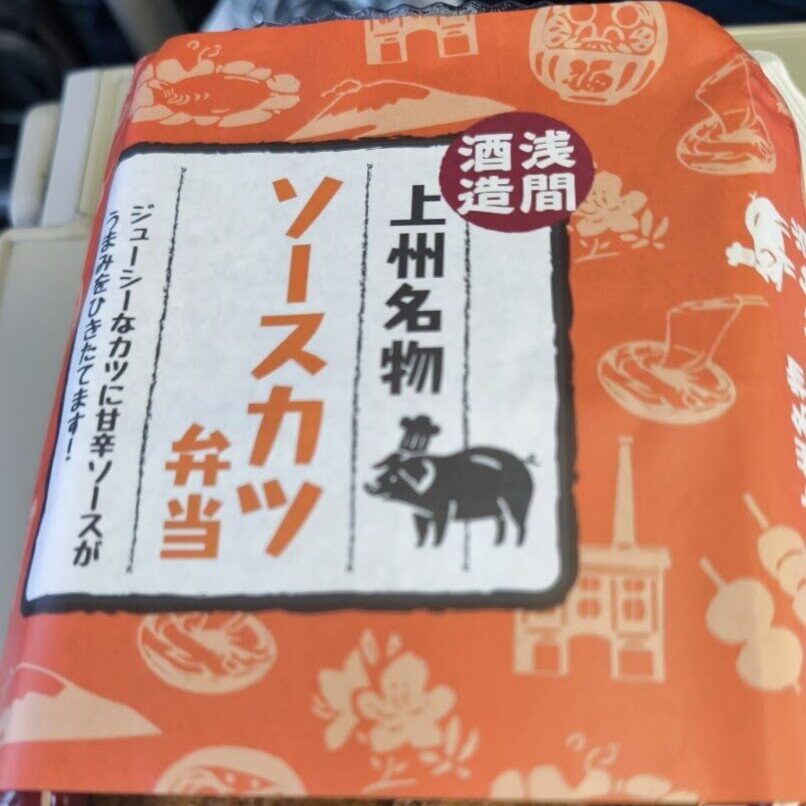 浅間
酒造
上州名物
ソースカツ
弁当
ジューシーなカツに甘辛ソースが
うまみをひきたてます!